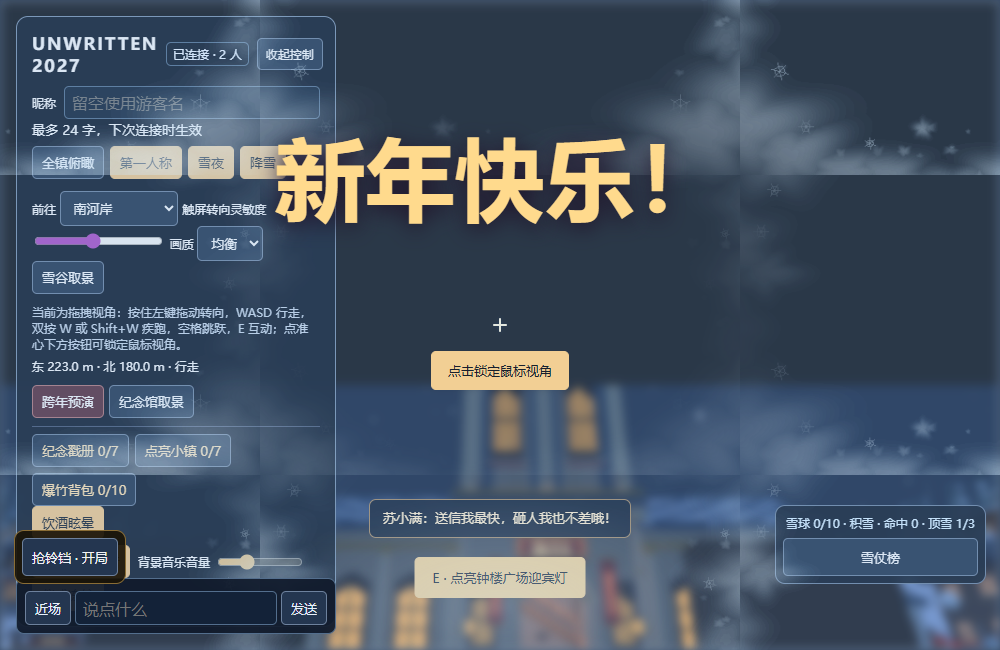 UNWRITTEN
2027
已连接 · 2 人
收起控制
昵称
留空使用游客名
最多 24 字，下次连接时生效
全镇俯瞰
第一人称
雪夜
降雪
新年快乐！
前往
南河岸
触屏转向灵敏度
画质
均衡
雪谷取景
当前为拖拽视角：按住左键拖动转向，WASD 行走，
双按 W 或 Shift+W 疾跑，空格跳跃，E 互动；点准
心下方按钮可锁定鼠标视角。
东 223.0 m · 北 180.0 m · 行走
点击锁定鼠标视角
跨年预演
纪念馆取景
纪念戳册 0/7
点亮小镇 0/7
爆竹背包 0/10
饮酒眩晕
抢铃铛 · 开局
背景音乐音量
苏小满：送信我最快，砸人我也不差哦！
E · 点亮钟楼广场迎宾灯
雪球 0/10 · 积雪 · 命中 0 · 顶雪 1/3
雪仗榜
近场
说点什么
发送